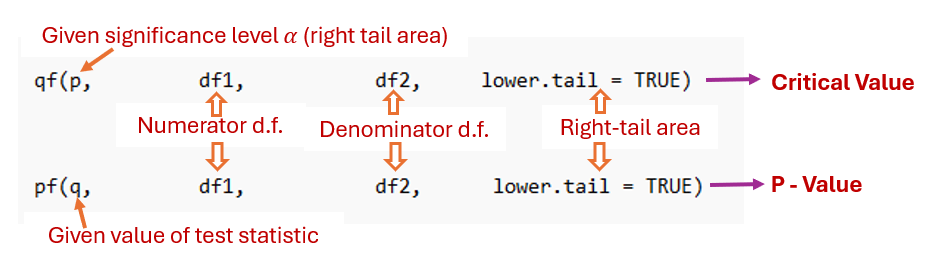 Given significance level α (right tail area)
qf(p, df1, df2, lower.tail = TRUE) Critical Value
Numerator d.f. Denominator d.f. Right-tail area
pf(q, df1, df2, lower.tail = TRUE) P - Value
Given value of test statistic